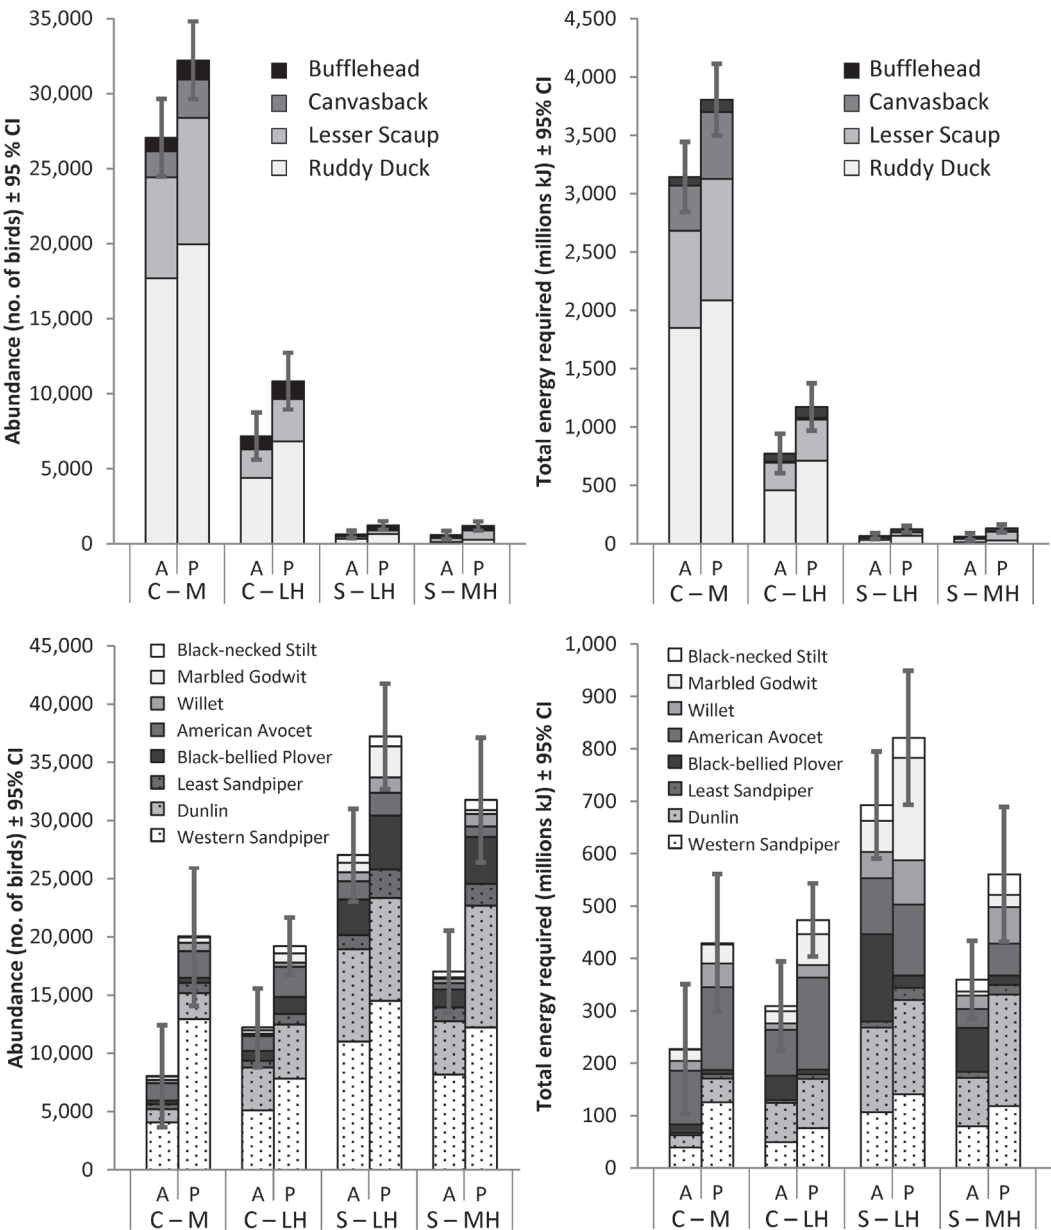 Abundance (no. of birds) ± 95 % CI
35,000
30,000
25,000
20,000
15,000
10,000
5,000
0
Bufflehead
Canvasback
Lesser Scaup
Ruddy Duck
A P A P A P A P
C – M C – LH S – LH S – MH
Total energy required (millions kJ) ± 95% CI
4,500
4,000
3,500
3,000
2,500
2,000
1,500
1,000
500
0
Bufflehead
Canvasback
Lesser Scaup
Ruddy Duck
A P A P A P A P
C – M C – LH S – LH S – MH
Abundance (no. of birds) ± 95% CI
45,000
40,000
35,000
30,000
25,000
20,000
15,000
10,000
5,000
0
Black-necked Stilt
Marbled Godwit
Willet
American Avocet
Black-bellied Plover
Least Sandpiper
Dunlin
Western Sandpiper
A P A P A P A P
C – M C – LH S – LH S – MH
Total energy required (millions kJ) ± 95% CI
1,000
900
800
700
600
500
400
300
200
100
0
Black-necked Stilt
Marbled Godwit
Willet
American Avocet
Black-bellied Plover
Least Sandpiper
Dunlin
Western Sandpiper
A P A P A P A P
C – M C – LH S – LH S – MH